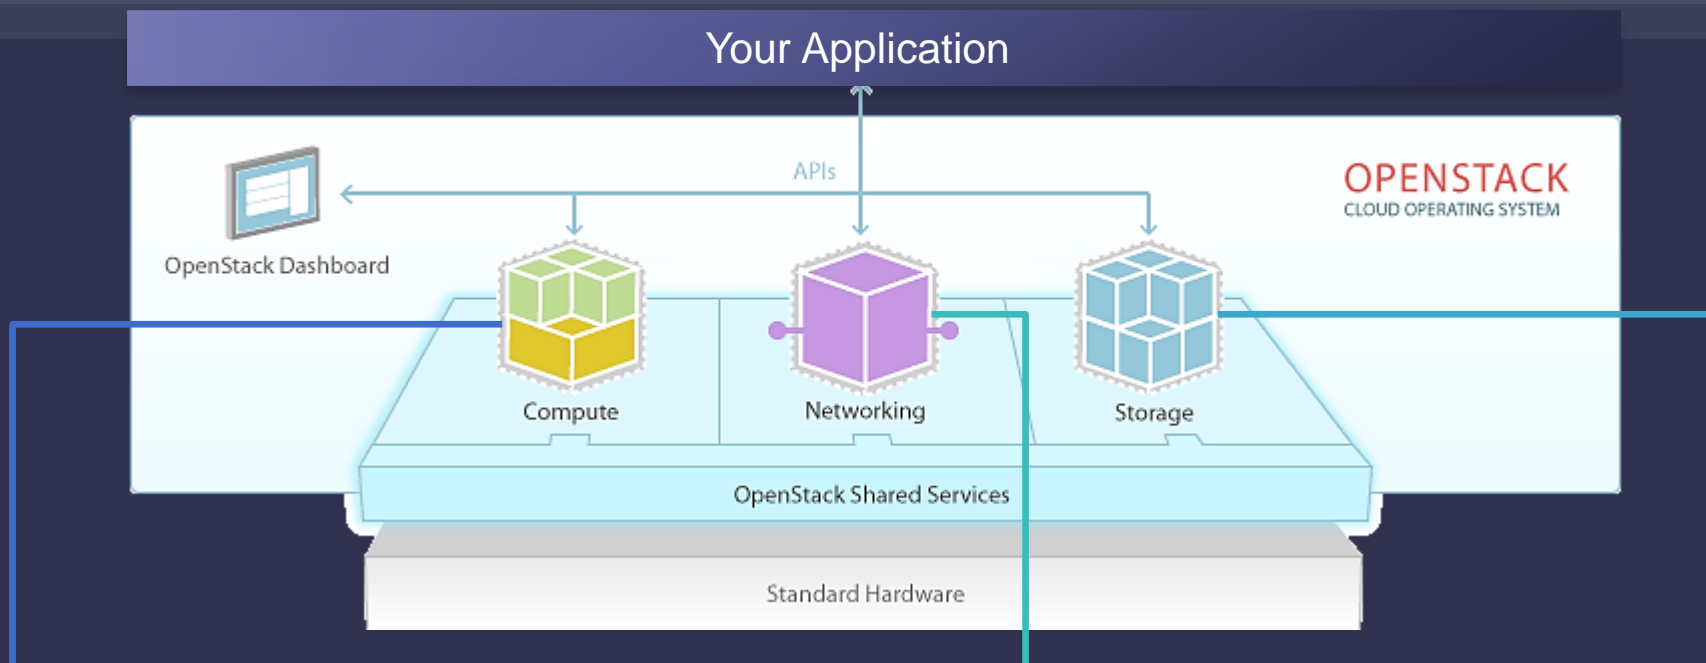 Your Application
APIs
OPENSTACK
CLOUD OPERATING SYSTEM
OpenStack Dashboard
Compute
Networking
Storage
OpenStack Shared Services
Standard Hardware